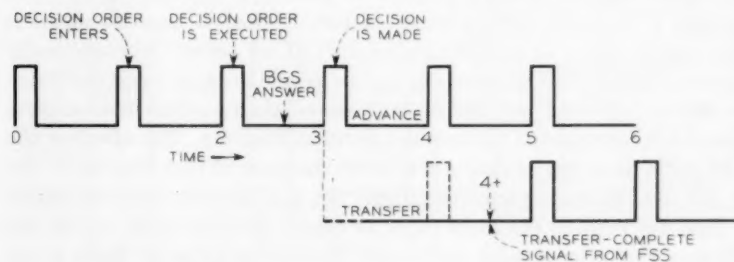 DECISION ORDER
ENTERS
DECISION ORDER
IS EXECUTED
DECISION
IS MADE
BGS
ANSWER
ADVANCE
0 2 3 4 5 6
TIME
4+
TRANSFER
TRANSFER-COMPLETE
SIGNAL FROM FSS